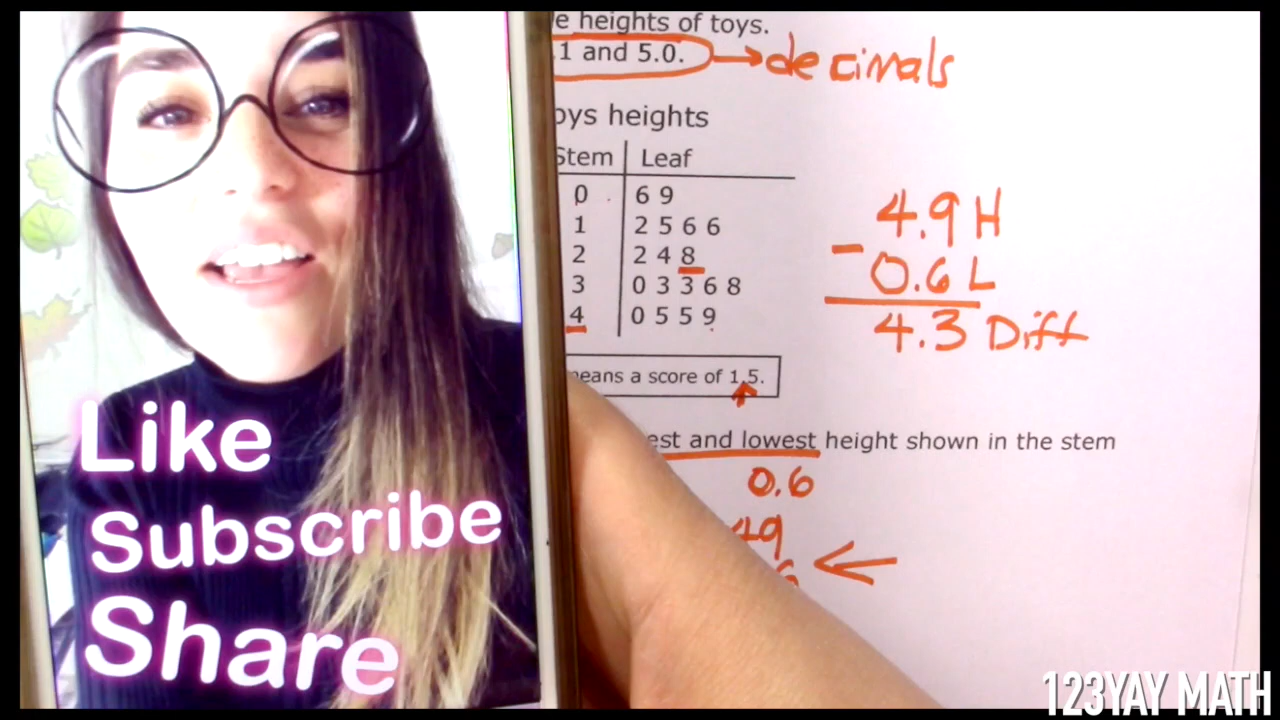 e heights of toys.
.1 and 5.0. → decimals
oys heights
Stem Leaf
0 6 9
1 2 5 6 6
2 2 4 8
3 0 3 3 6 8
4 0 5 5 9
4.9 H
- 0.6 L
4.3 Diff
means a score of 1.5.
est and lowest height shown in the stem
0.6
49
6
Like
Subscribe
Share
123YAY MATH